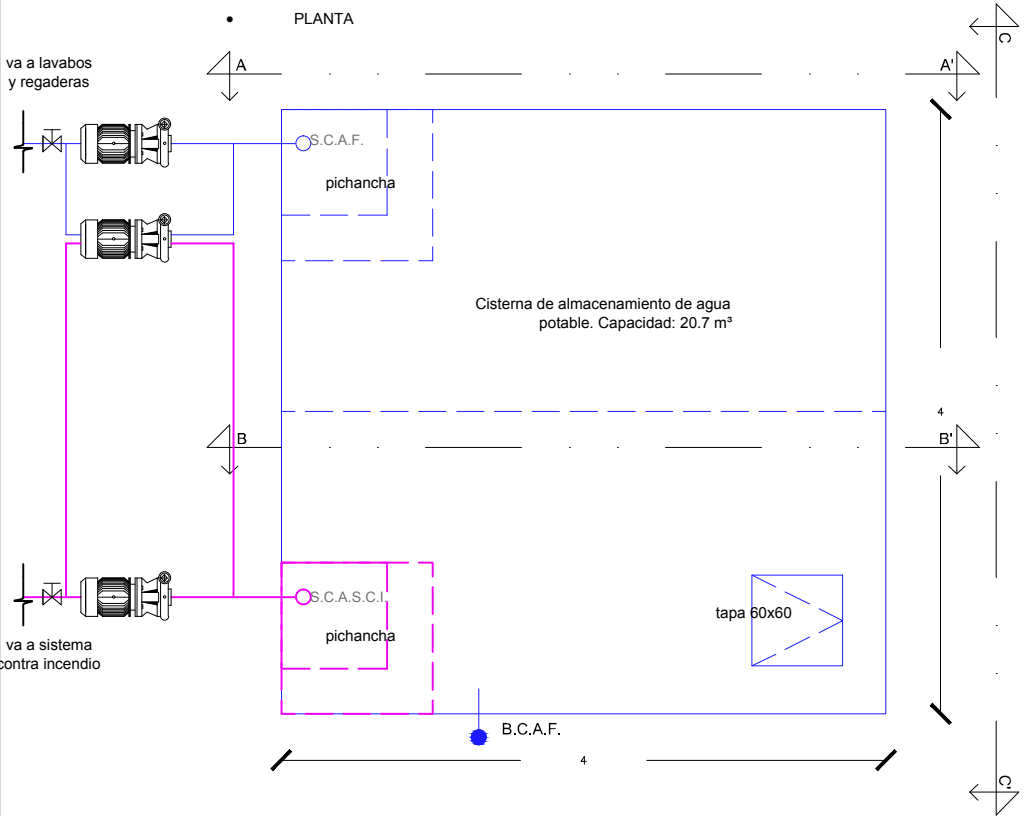 PLANTA
C
va a lavabos
y regaderas
A
A'
S.C.A.F.
pichancha
Cisterna de almacenamiento de agua
potable. Capacidad: 20.7 m³
4
B
B'
S.C.A.S.C.I.
pichancha
tapa 60x60
va a sistema
contra incendio
B.C.A.F.
4
C'